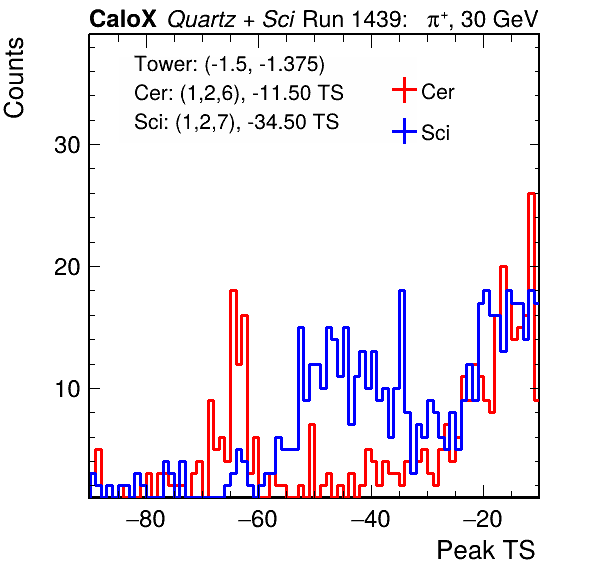 CaloX Quartz + Sci Run 1439: π⁺, 30 GeV
Counts
Tower: (-1.5, -1.375)
Cer: (1,2,6), -11.50 TS
Sci: (1,2,7), -34.50 TS
Cer
Sci
30
20
10
−80 −60 −40 −20
Peak TS